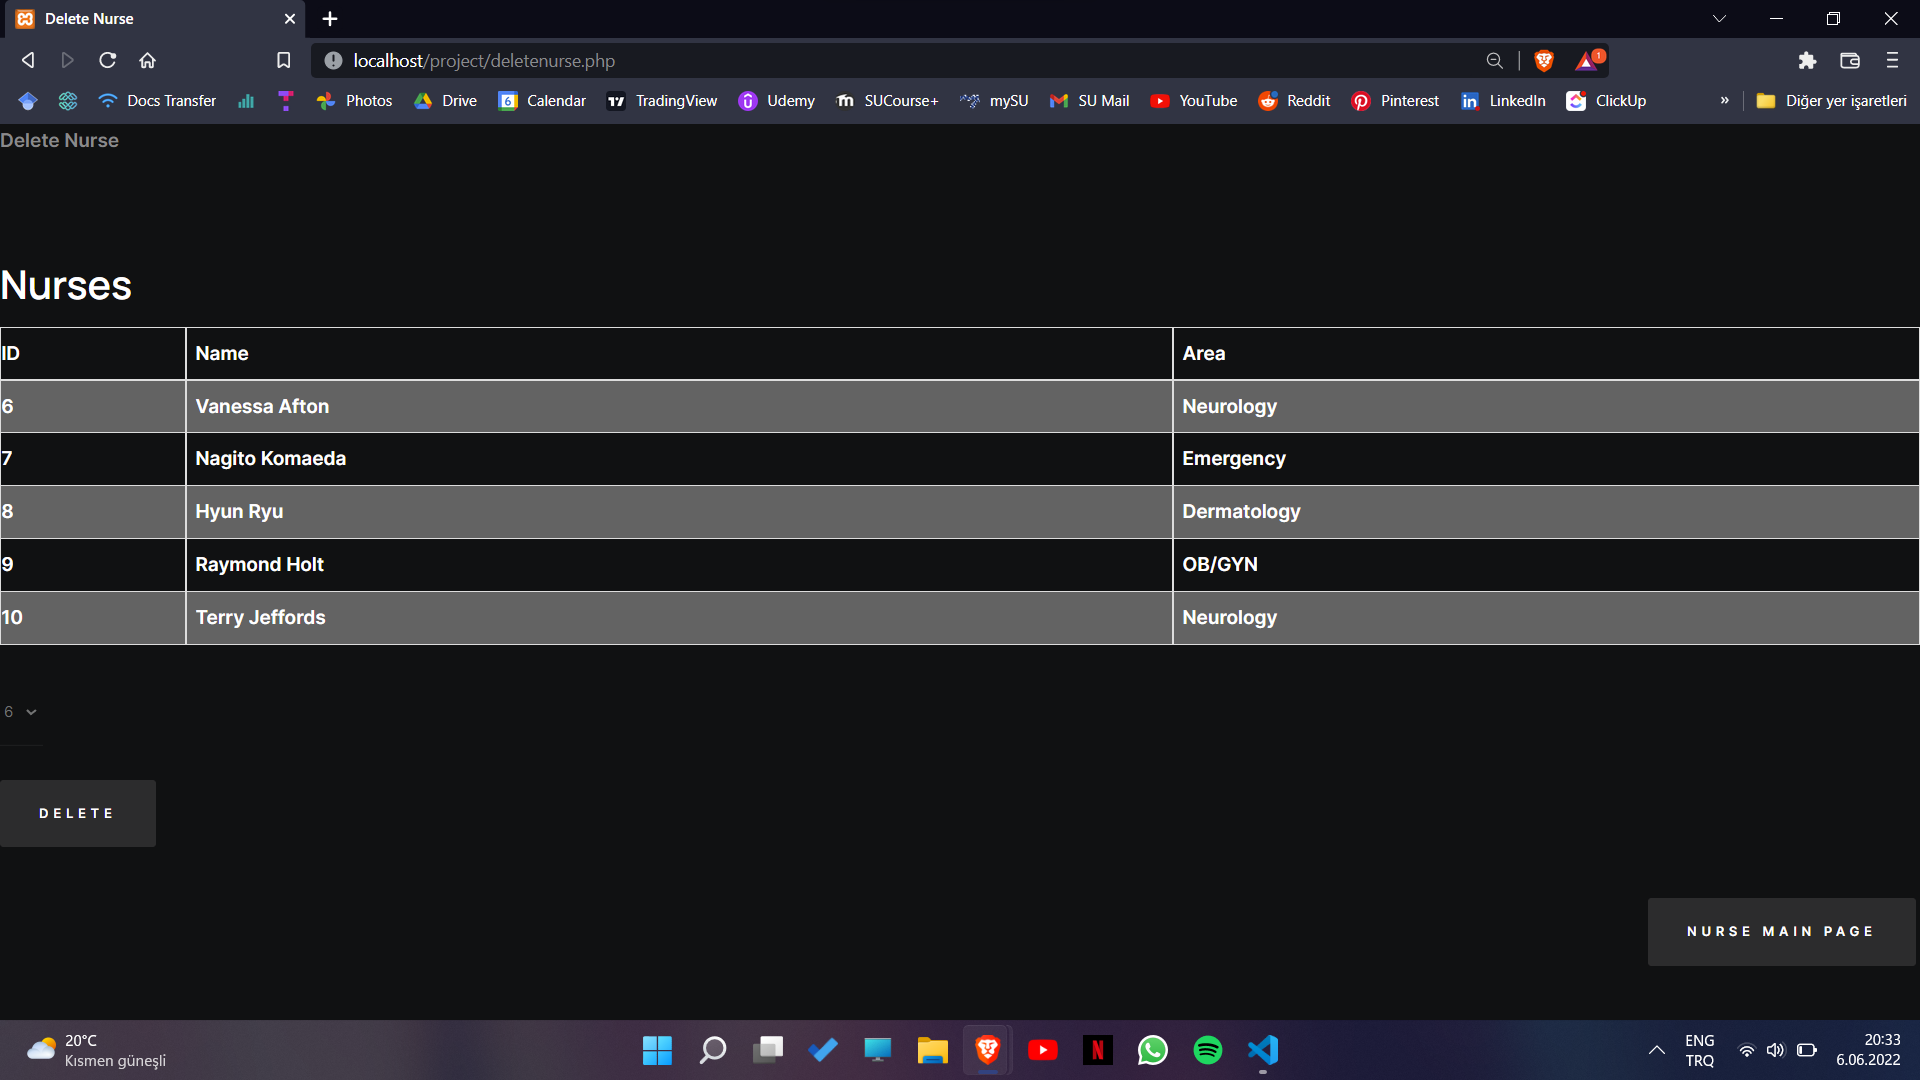 Delete Nurse
localhost/project/deletenurse.php
1
Docs Transfer Photos Drive 6 Calendar TradingView Udemy SUCourse+ mySU SU Mail YouTube Reddit Pinterest LinkedIn ClickUp » Diğer yer işaretleri
Delete Nurse
Nurses
ID Name Area
6 Vanessa Afton Neurology
7 Nagito Komaeda Emergency
8 Hyun Ryu Dermatology
9 Raymond Holt OB/GYN
10 Terry Jeffords Neurology
6
DELETE
NURSE MAIN PAGE
20°C
Kısmen güneşli
ENG
TRQ
20:33
6.06.2022